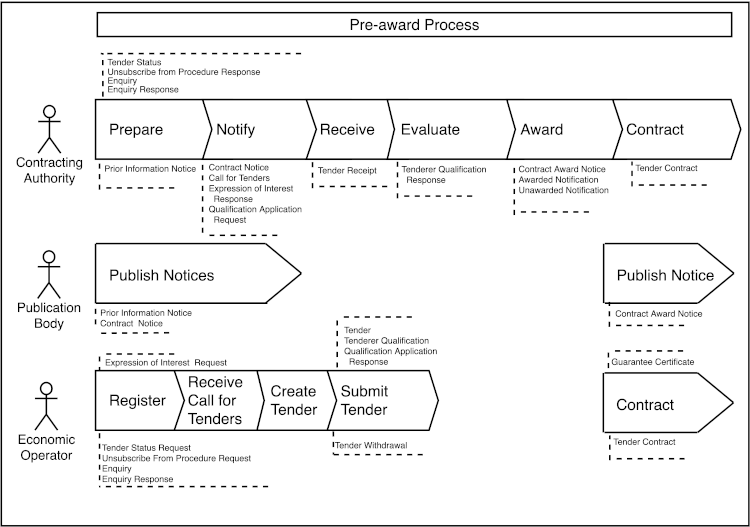 Pre-award Process
Tender Status
Unsubscribe from Procedure Response
Enquiry
Enquiry Response
Contracting
Authority
Prepare
Notify
Receive
Evaluate
Award
Contract
Prior Information Notice
Contract Notice
Call for Tenders
Expression of Interest
Response
Qualification Application
Request
Tender Receipt
Tenderer Qualification
Response
Contract Award Notice
Awarded Notification
Unawarded Notification
Tender Contract
Publication
Body
Publish Notices
Publish Notice
Prior Information Notice
Contract Notice
Contract Award Notice
Tender
Tenderer Qualification
Qualification Application
Response
Expression of Interest Request
Guarantee Certificate
Economic
Operator
Register
Receive
Call for
Tenders
Create
Tender
Submit
Tender
Contract
Tender Status Request
Unsubscribe From Procedure Request
Enquiry
Enquiry Response
Tender Withdrawal
Tender Contract